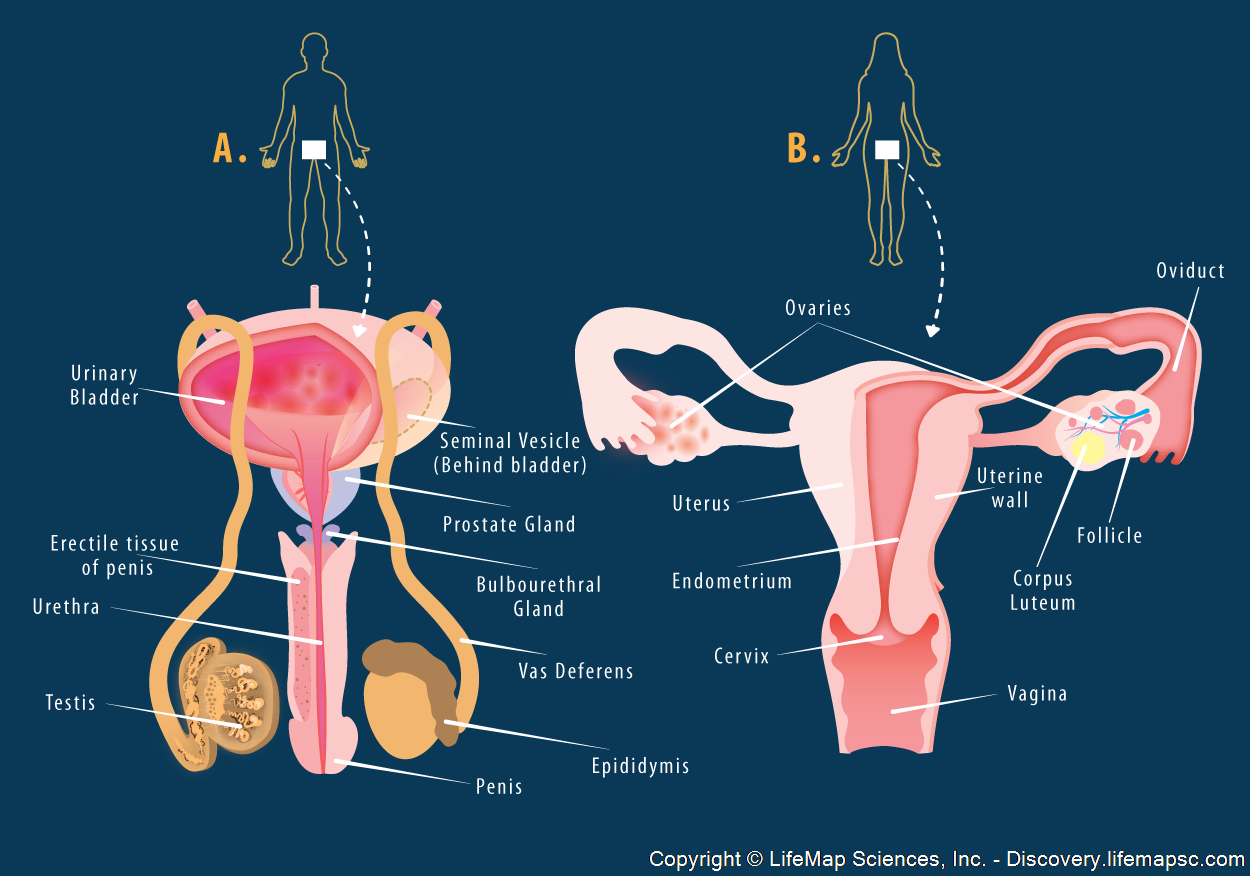 A.
B.
Urinary
Bladder
Seminal Vesicle
(Behind bladder)
Prostate Gland
Erectile tissue
of penis
Bulbourethral
Gland
Urethra
Vas Deferens
Testis
Epididymis
Penis
Oviduct
Ovaries
Uterus
Uterine
wall
Follicle
Endometrium
Corpus
Luteum
Cervix
Vagina
Copyright © LifeMap Sciences, Inc. - Discovery.lifemapsc.com